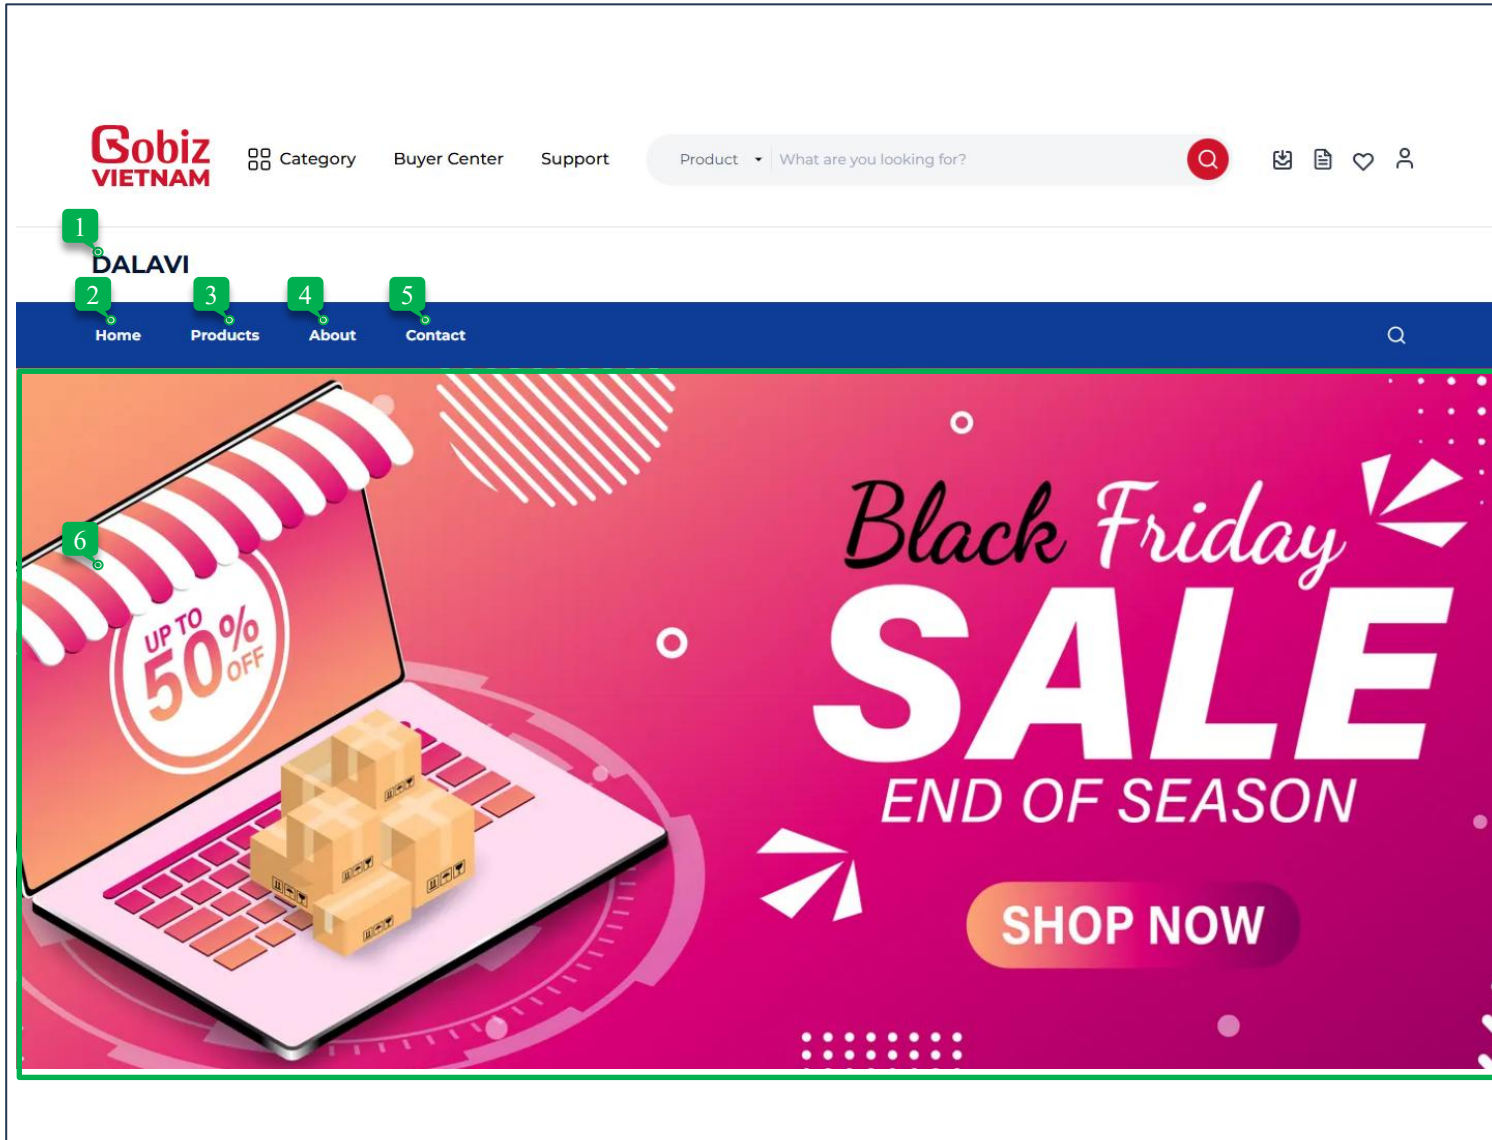 Gobiz
VIETNAM
Category Buyer Center Support Product What are you looking for?
1
DALAVI
2 3 4 5
Home Products About Contact
6
UP TO
50%
OFF
Black Friday
SALE
END OF SEASON
SHOP NOW